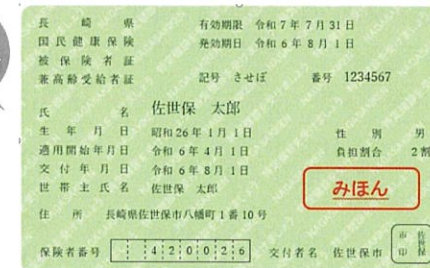 長崎県 有効期限 令和7年7月31日
国民健康保険 発効期日 令和6年8月1日
被保険者証
兼高齢受給者証 記号 させぼ 番号 1234567
氏名 佐世保 太郎
生年月日 昭和26年1月1日 性別 男
適用開始年月日 令和6年4月1日 負担割合 2割
交付年月日 令和6年8月1日
世帯主氏名 佐世保 太郎
みほん
住所 長崎県佐世保市八幡町1番10号
保険者番号 420026 交付者名 佐世保市